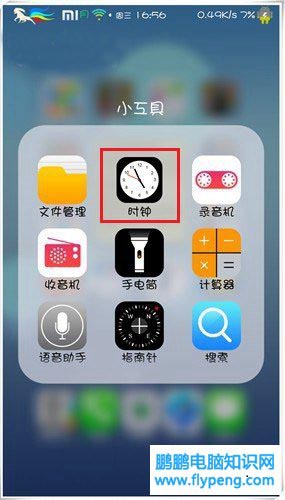 MI 周三 16:56 0.49K/s 7%
小工具
文件管理 时钟 录音机
收音机 手电筒 计算器
语音助手 指南针 搜索
鹏鹏电脑知识网
www.flypeng.com